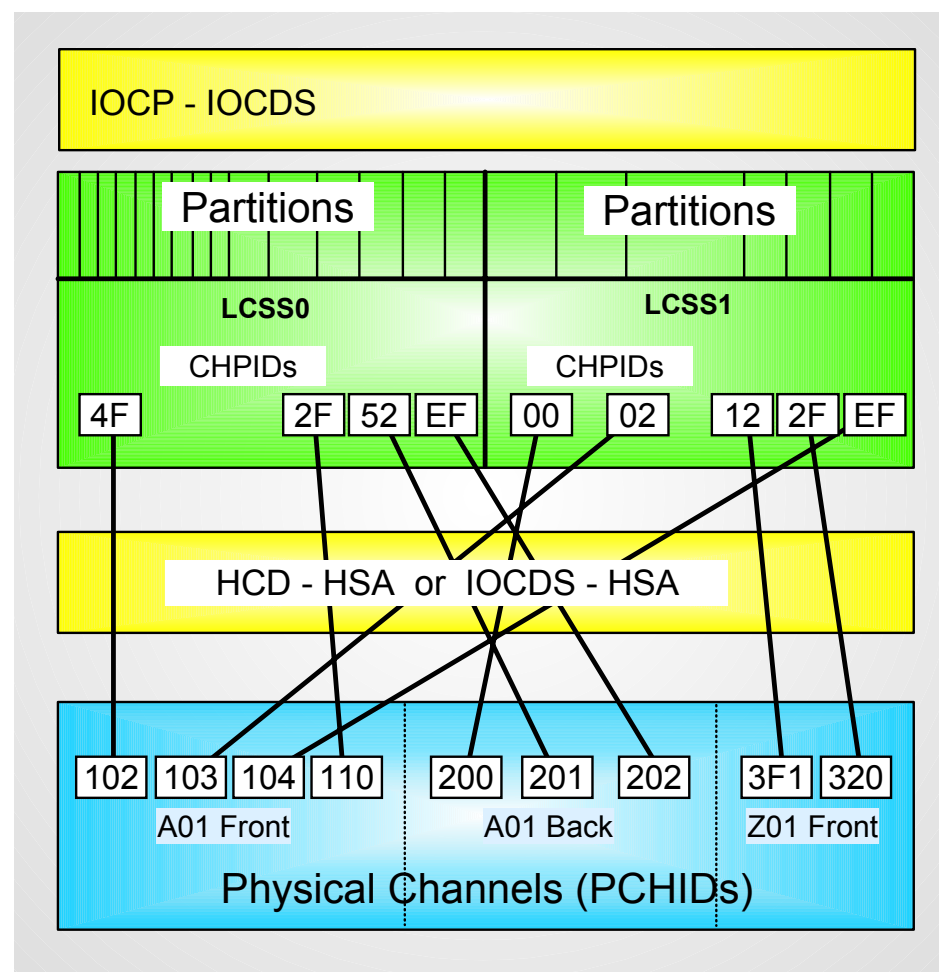 IOCP - IOCDS
Partitions
Partitions
LCSS0
LCSS1
CHPIDs
CHPIDs
4F
2F
52
EF
00
02
12
2F
EF
HCD - HSA or IOCDS - HSA
102
103
104
110
200
201
202
3F1
320
A01 Front
A01 Back
Z01 Front
Physical Channels (PCHIDs)